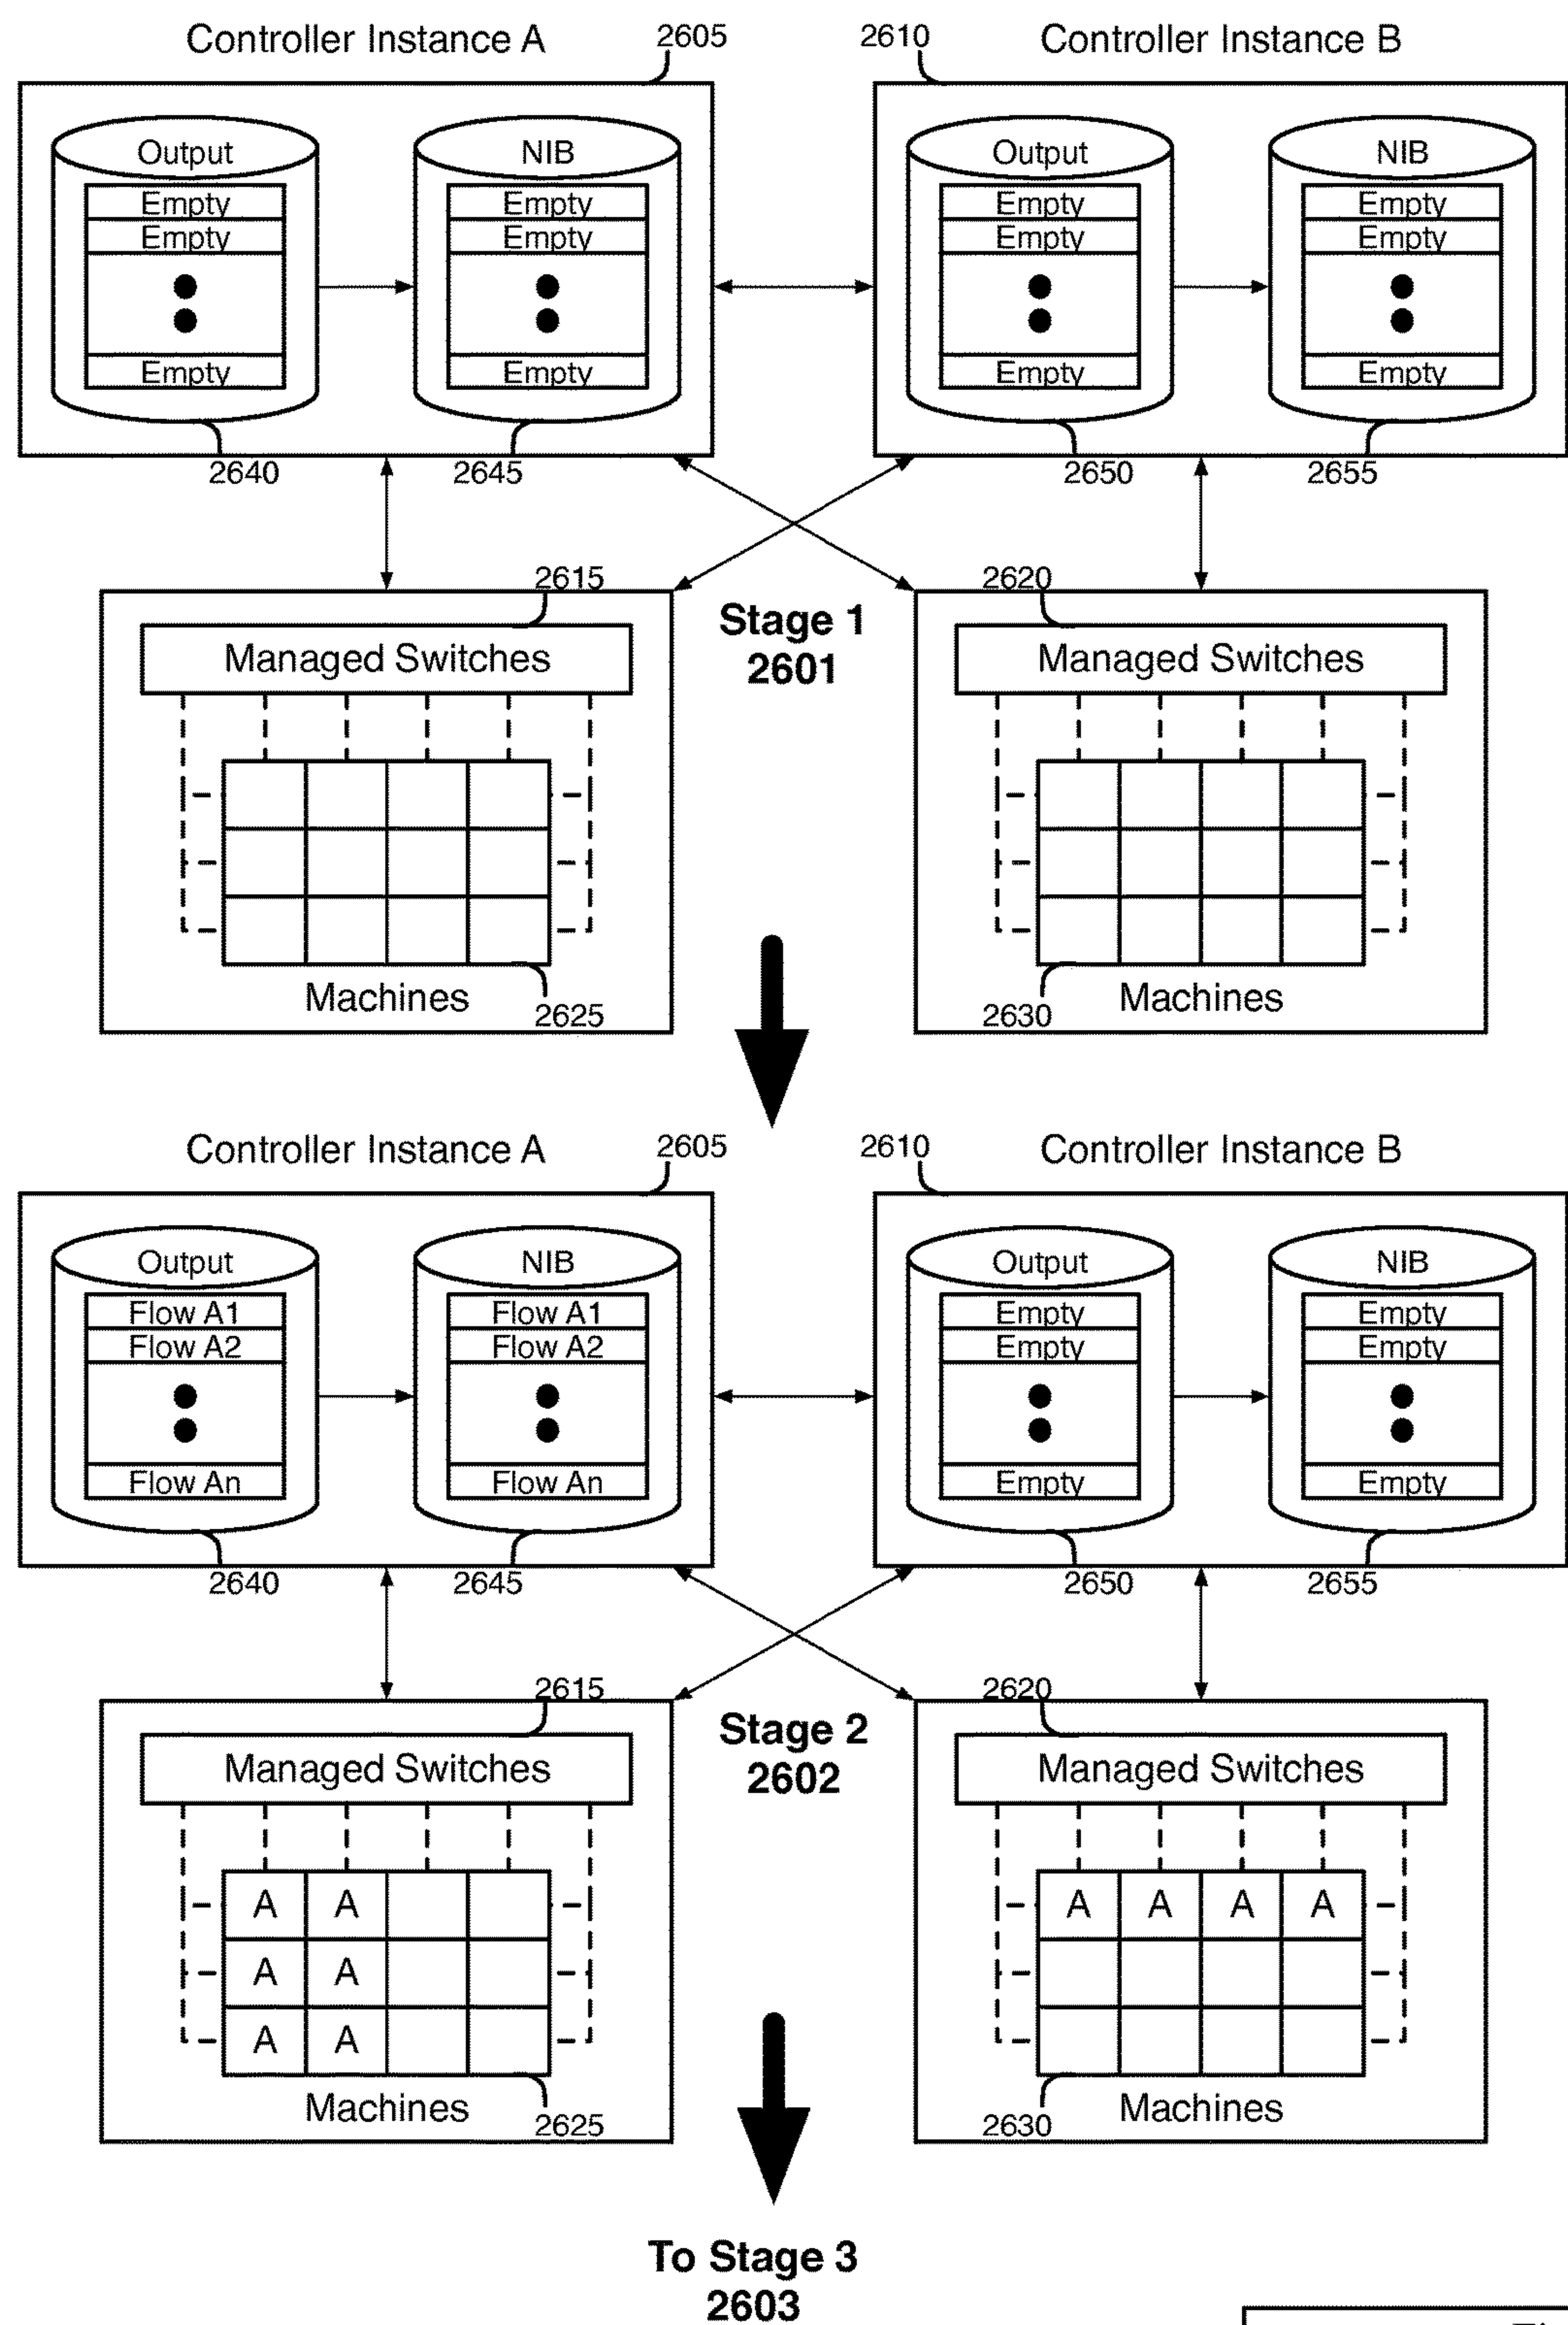 Controller Instance A 2605 2610 Controller Instance B
Output NIB Output NIB
Empty Empty Empty Empty
Empty Empty Empty Empty
Empty Empty Empty Empty
2640 2645 2650 2655
2615 2620
Stage 1
2601
Managed Switches Managed Switches
Machines Machines
2625 2630
Controller Instance A 2605 2610 Controller Instance B
Output NIB Output NIB
Flow A1 Flow A1 Empty Empty
Flow A2 Flow A2 Empty Empty
Flow An Flow An Empty Empty
2640 2645 2650 2655
2615 2620
Stage 2
2602
Managed Switches Managed Switches
A A A A A A
A A
A A
Machines Machines
2625 2630
To Stage 3
2603